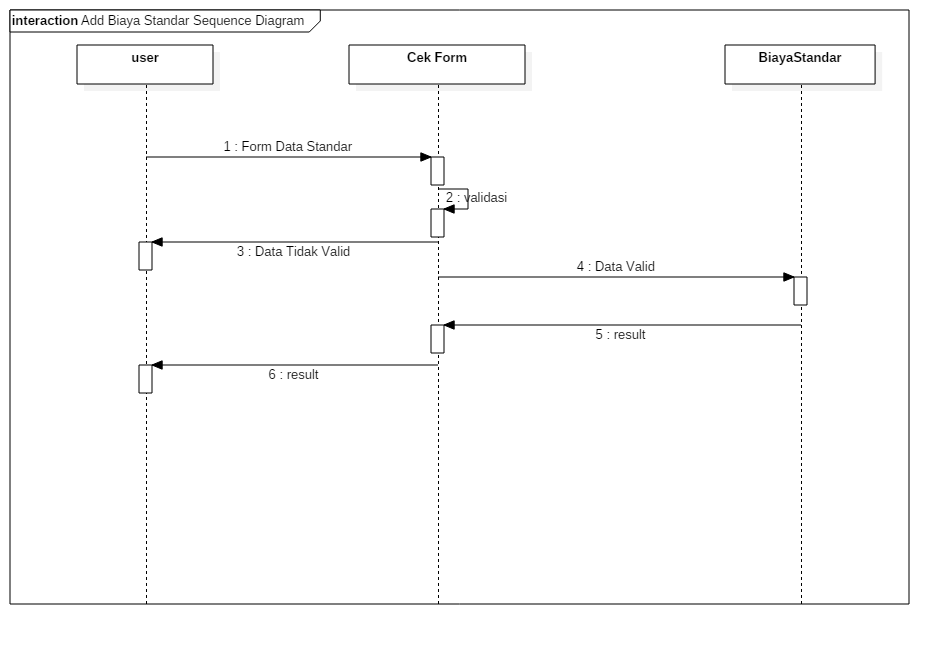 interaction Add Biaya Standar Sequence Diagram
user
Cek Form
BiayaStandar
1 : Form Data Standar
2 : validasi
3 : Data Tidak Valid
4 : Data Valid
5 : result
6 : result